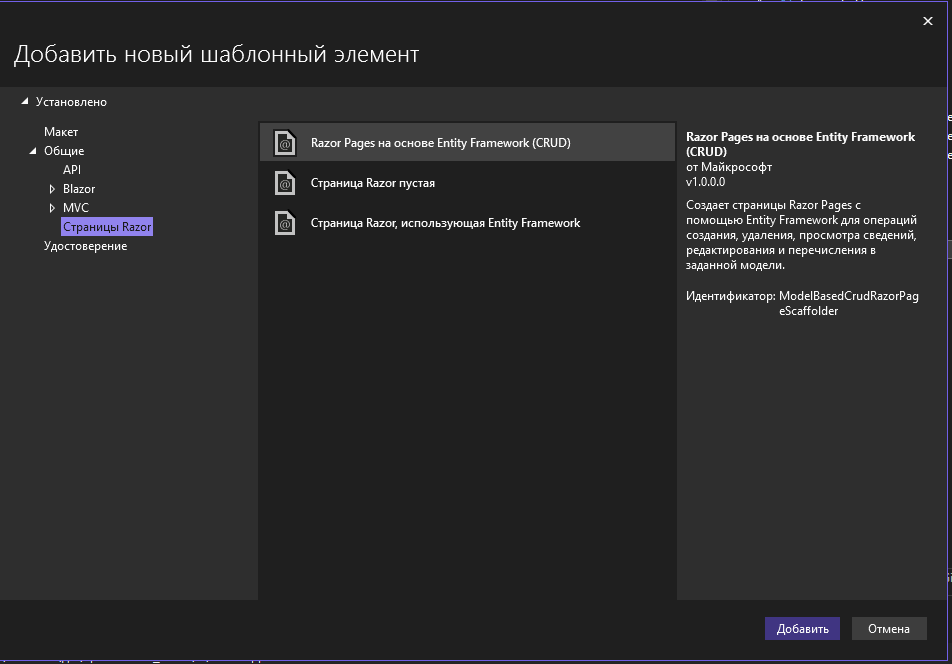 Добавить новый шаблонный элемент
Установлено
Макет
Общие
API
Blazor
MVC
Страницы Razor
Удостоверение
Razor Pages на основе Entity Framework (CRUD)
Страница Razor пустая
Страница Razor, использующая Entity Framework
Razor Pages на основе Entity Framework
(CRUD)
от Майкрософт
v1.0.0.0
Создает страницы Razor Pages с
помощью Entity Framework для операций
создания, удаления, просмотра сведений,
редактирования и перечисления в
заданной модели.
Идентификатор: ModelBasedCrudRazorPag
eScaffolder
Добавить
Отмена